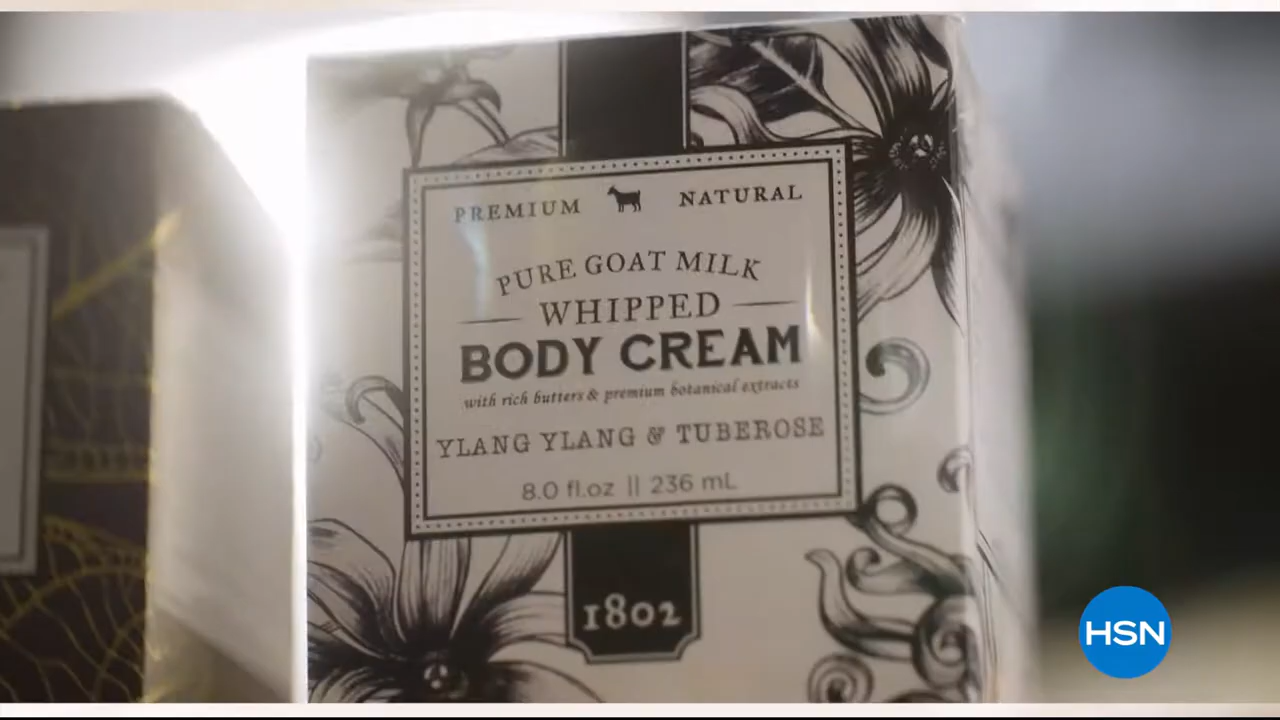 PREMIUM NATURAL
PURE GOAT MILK
WHIPPED
BODY CREAM
with rich butters & premium botanical extracts
YLANG YLANG & TUBEROSE
8.0 fl.oz || 236 mL
1802
HSN